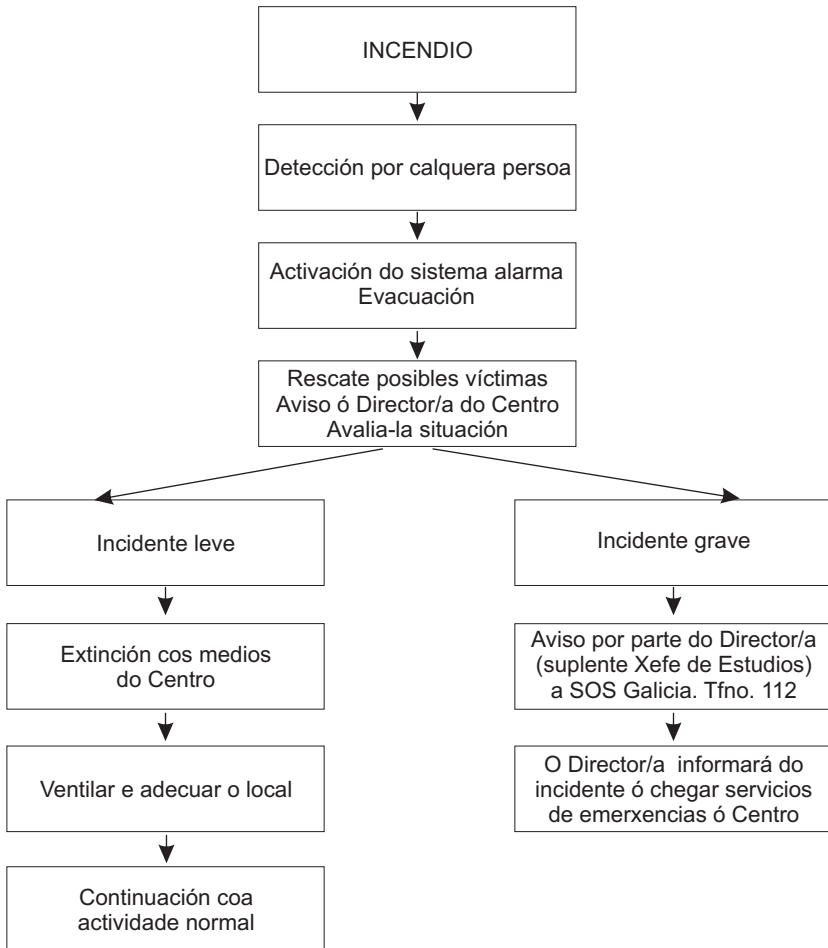 INCENDIO
Detección por calquera persoa
Activación do sistema alarma
Evacuación
Rescate posibles víctimas
Aviso ó Director/a do Centro
Avalia-la situación
Incidente leve
Extinción cos medios
do Centro
Ventilar e adecuar o local
Continuación coa
actividade normal
Incidente grave
Aviso por parte do Director/a
(suplente Xefe de Estudios)
a SOS Galicia. Tfno. 112
O Director/a informará do
incidente ó chegar servicios
de emerxencias ó Centro